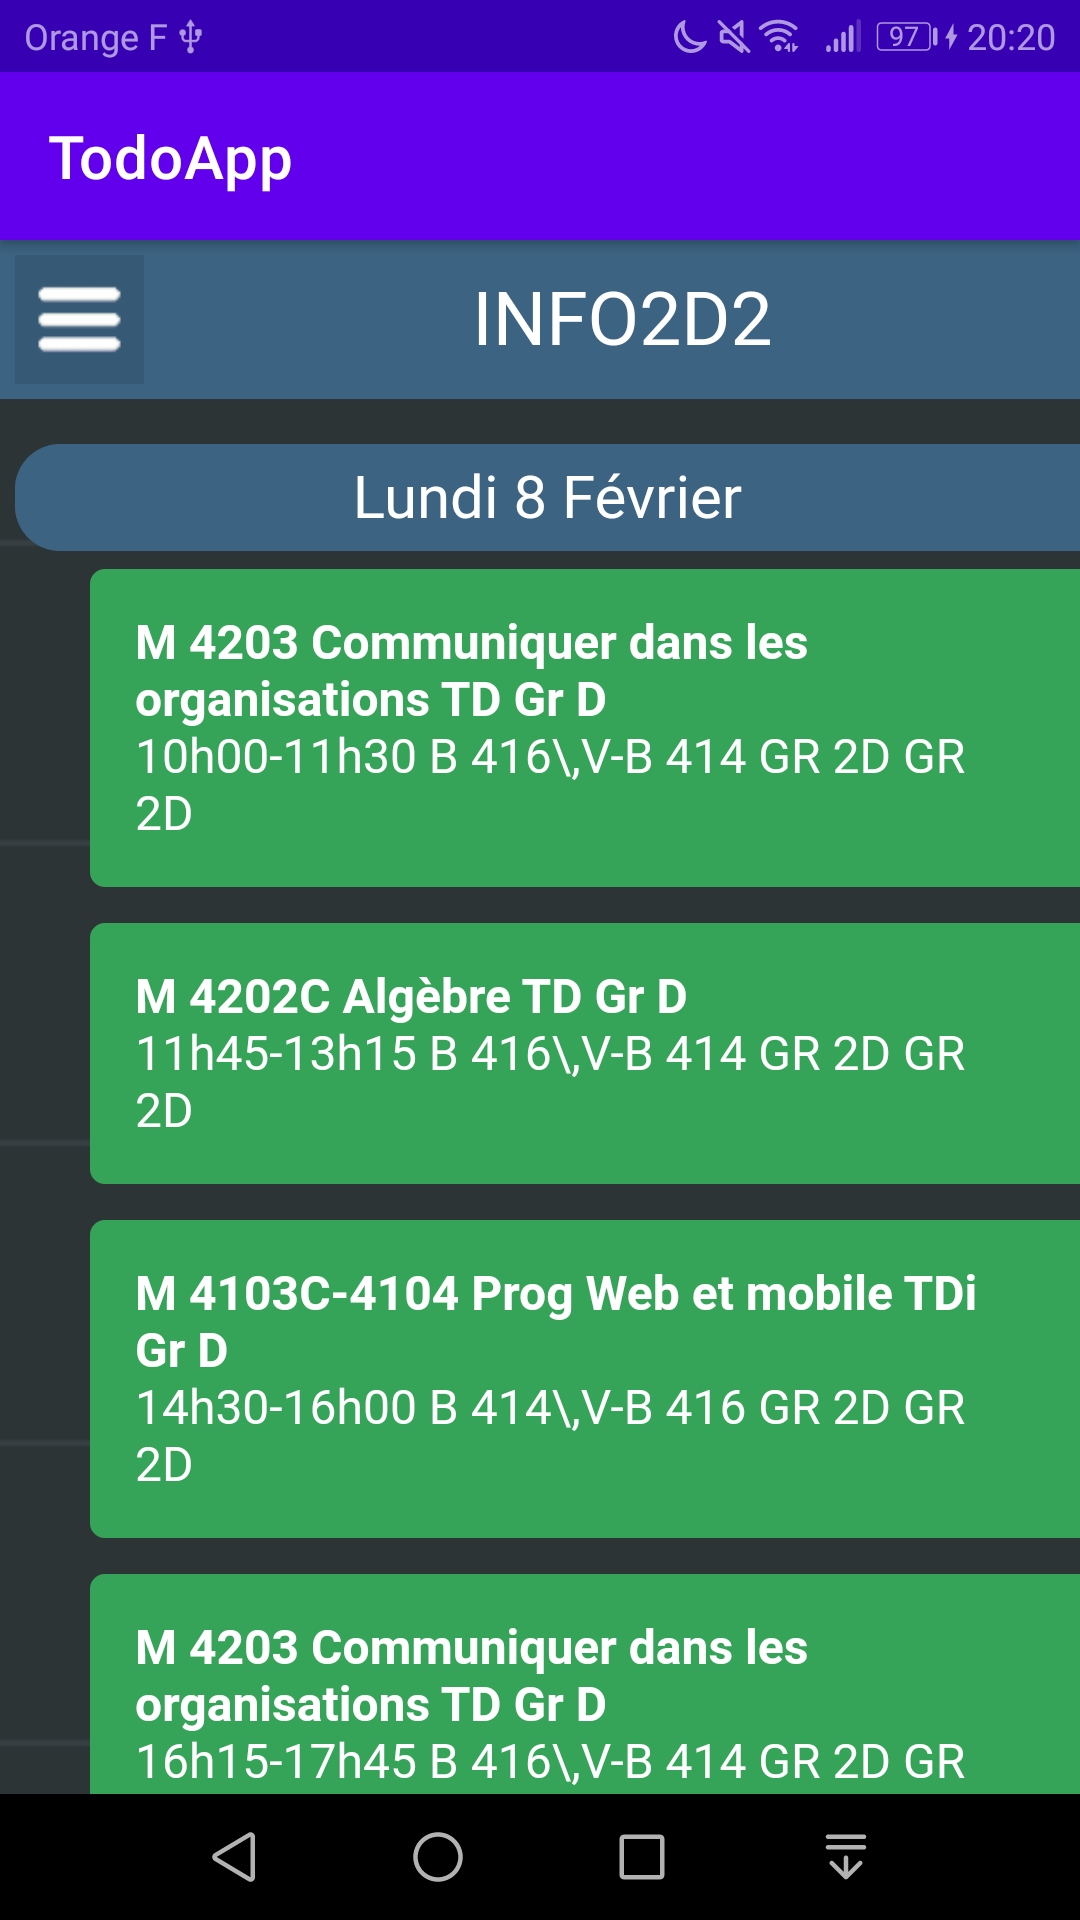 Orange F 97 20:20
TodoApp
INFO2D2
Lundi 8 Février
M 4203 Communiquer dans les
organisations TD Gr D
10h00-11h30 B 416\,V-B 414 GR 2D GR
2D
M 4202C Algèbre TD Gr D
11h45-13h15 B 416\,V-B 414 GR 2D GR
2D
M 4103C-4104 Prog Web et mobile TDi
Gr D
14h30-16h00 B 414\,V-B 416 GR 2D GR
2D
M 4203 Communiquer dans les
organisations TD Gr D
16h15-17h45 B 416\,V-B 414 GR 2D GR